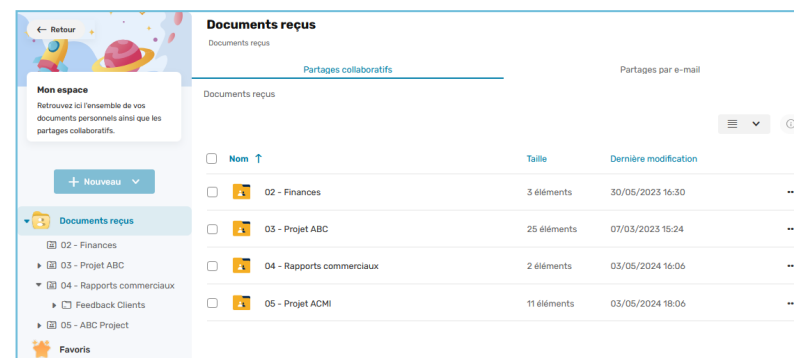 ← Retour
Mon espace
Retrouvez ici l'ensemble de vos
documents personnels ainsi que les
partages collaboratifs.
+ Nouveau
Documents reçus
02 - Finances
03 - Projet ABC
04 - Rapports commerciaux
Feedback Clients
05 - ABC Project
Favoris
Documents reçus
Documents reçus
Partages collaboratifs
Partages par e-mail
Documents reçus
Nom ↑ Taille Dernière modification
02 - Finances 3 éléments 30/05/2023 16:30
03 - Projet ABC 25 éléments 07/03/2023 15:24
04 - Rapports commerciaux 2 éléments 03/05/2024 16:06
05 - Projet ACMI 11 éléments 03/05/2024 18:06